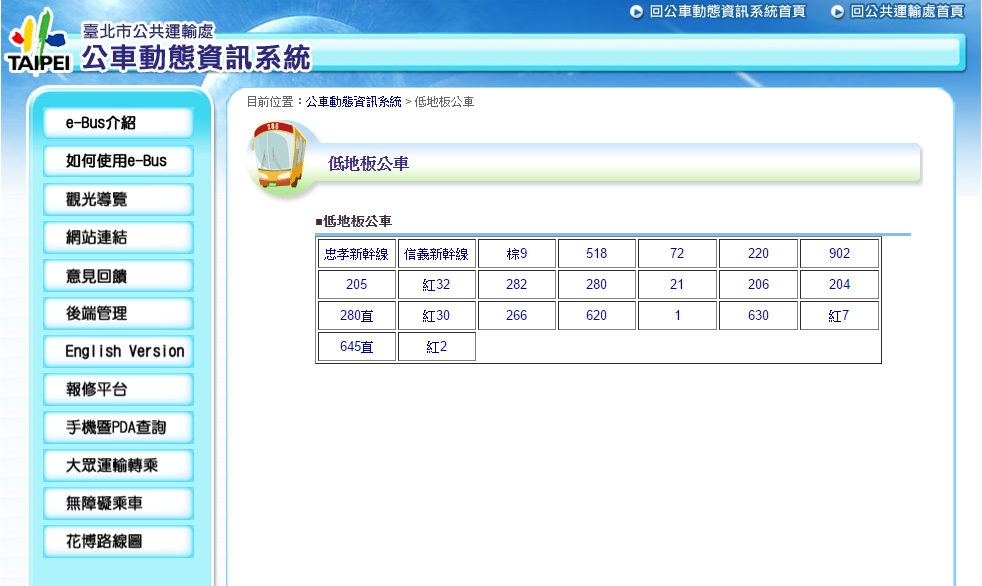 回公車動態資訊系統首頁 回公共運輸處首頁
臺北市公共運輸處
TAIPEI 公車動態資訊系統
目前位置：公車動態資訊系統 > 低地板公車
e-Bus介紹
如何使用e-Bus
觀光導覽
網站連結
意見回饋
後端管理
English Version
報修平台
手機暨PDA查詢
大眾運輸轉乘
無障礙乘車
花博路線圖
285
低地板公車
■低地板公車
忠孝新幹線 信義新幹線 棕9 518 72 220 902
205 紅32 282 280 21 206 204
280直 紅30 266 620 1 630 紅7
645直 紅2